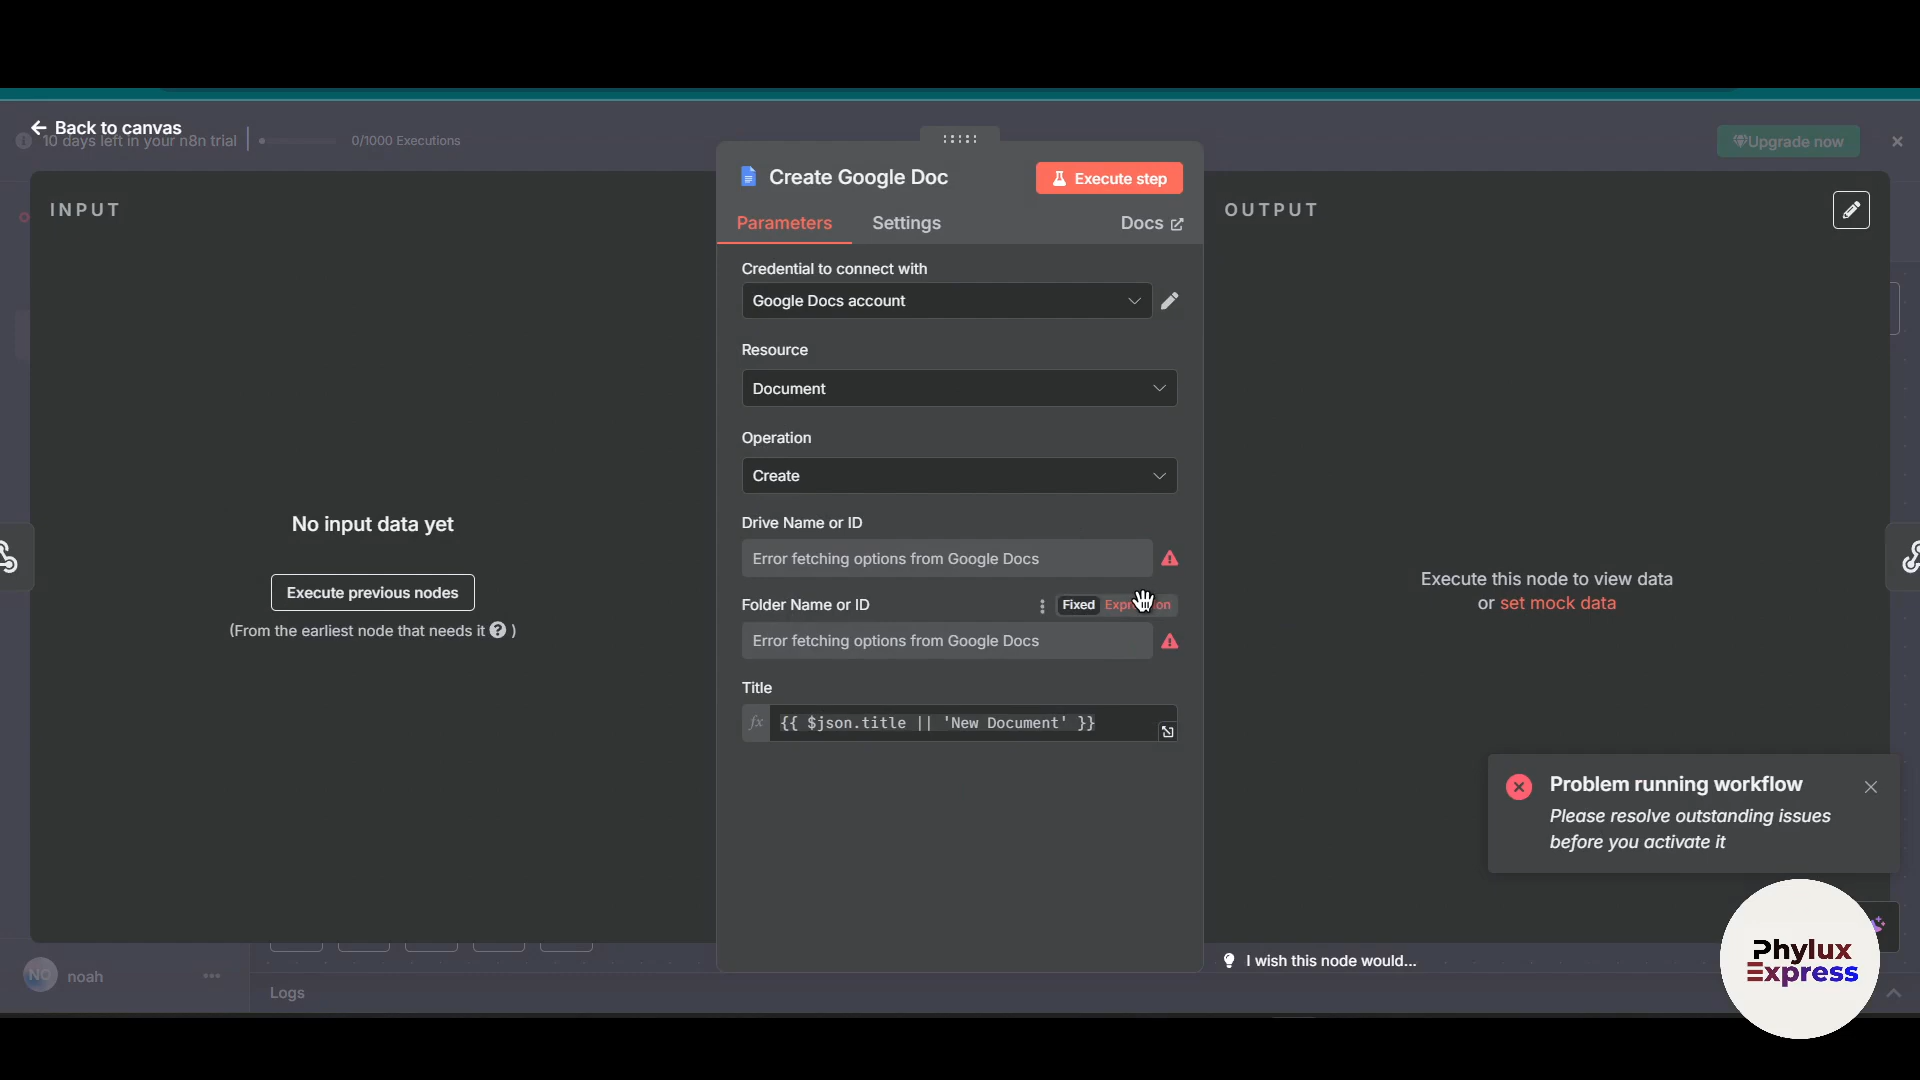 Back to canvas
10 days left in your n8n trial
0/1000 Executions
Upgrade now
INPUT
No input data yet
Execute previous nodes
(From the earliest node that needs it ? )
Create Google Doc
Execute step
Parameters
Settings
Docs
Credential to connect with
Google Docs account
Resource
Document
Operation
Create
Drive Name or ID
Error fetching options from Google Docs
Folder Name or ID
Fixed
Error fetching options from Google Docs
Title
fx
{{ $json.title || 'New Document' }}
OUTPUT
Execute this node to view data
or set mock data
Problem running workflow
Please resolve outstanding issues
before you activate it
I wish this node would...
NO
noah
Logs
Phylux
Express